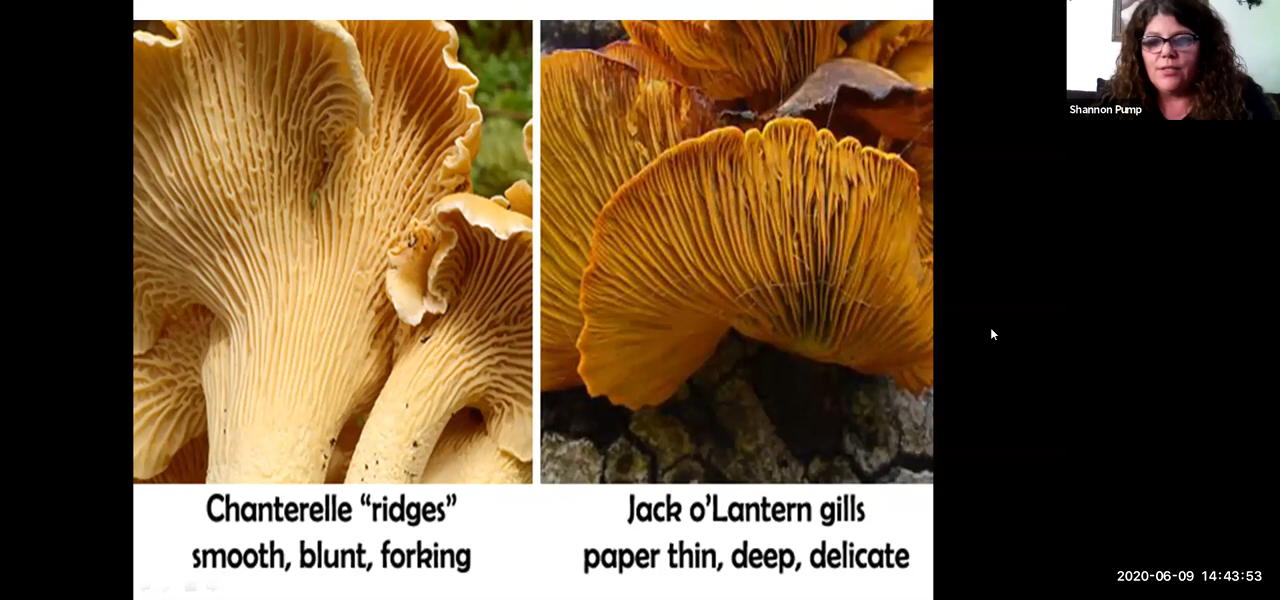 Shannon Pump
Chanterelle “ridges”
smooth, blunt, forking
Jack o’Lantern gills
paper thin, deep, delicate
2020-06-09 14:43:53